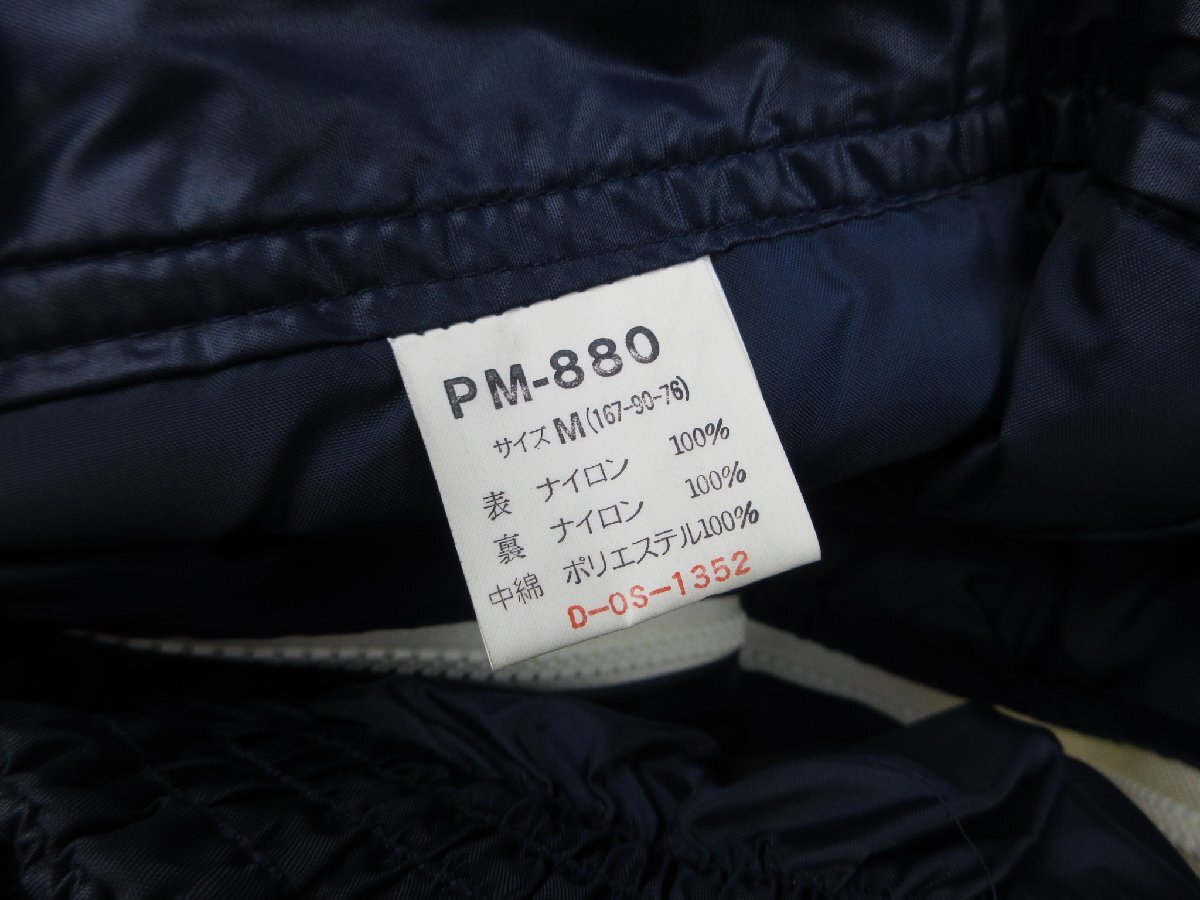 PM-880
サイズ M(167-90-76)
表 ナイロン 100%
裏 ナイロン 100%
中綿 ポリエステル100%
D-OS-1352